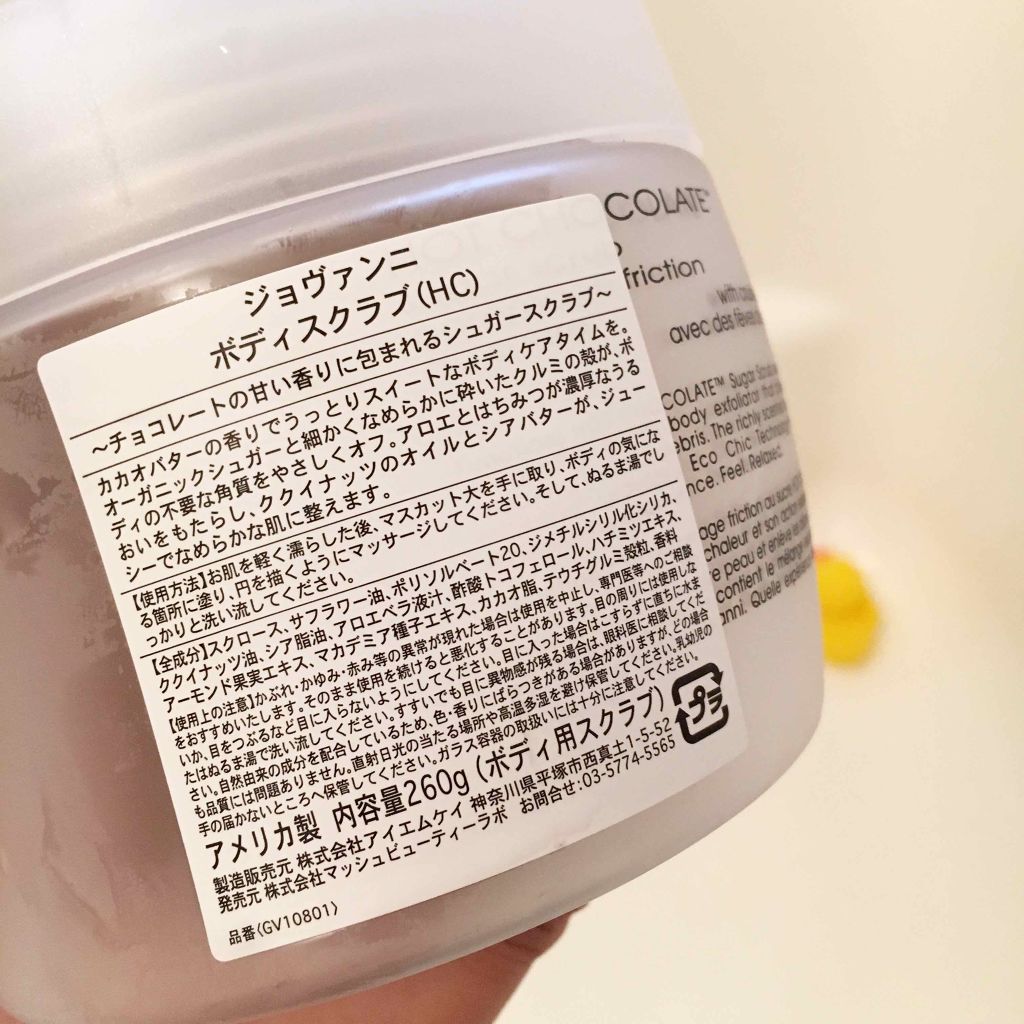 ジョヴァンニ
ボディスクラブ(HC)
～チョコレートの甘い香りに包まれるシュガースクラブ～
カカオバターの香りでうっとりスイートなボディケアタイムを。
オーガニックシュガーと細かくなめらかに砕いたクルミの殻が、ボ
ディの不要な角質をやさしくオフ。アロエとはちみつが濃厚なうる
おいをもたらし、ククイナッツのオイルとシアバターが、ジュー
シーでなめらかな肌に整えます。
【使用方法】お肌を軽く濡らした後、マスカット大を手に取り、ボディの気にな
る箇所に塗り、円を描くようにマッサージしてください。そして、ぬるま湯でし
っかりと洗い流してください。
【全成分】スクロース、サフラワー油、ポリソルベート20、ジメチルシリル化シリカ、
ククイナッツ油、シア脂油、アロエベラ液汁、酢酸トコフェロール、ハチミツエキス、
アーモンド果実エキス、マカデミア種子エキス、カカオ脂、テウチグルミ殻粒、香料
【使用上の注意】かぶれ・かゆみ・赤み等の異常が現れた場合は使用を中止し、専門医等へのご相談
をおすすめいたします。そのまま使用を続けると悪化することがあります。目の周りには使用しな
いか、目をつぶるなど目に入らないようにしてください。目に入った場合はこすらずに直ちに水ま
たはぬるま湯で洗い流してください。すすいでも目に異物感が残る場合は、眼科医に相談してくだ
さい。自然由来の成分を配合しているため、色・香りにばらつきがある場合がありますが、どの場合
も品質には問題ありません。直射日光の当たる場所や高温多湿を避け保管してください。乳幼児の
手の届かないところへ保管してください。ガラス容器の取扱いには十分に注意してください。
アメリカ製 内容量260g (ボディ用スクラブ)
プラ
製造販売元 株式会社アイエムケイ 神奈川県平塚市西真土1-5-52
発売元 株式会社マッシュビューティーラボ お問合せ:03-5774-5565
品番〈GV10801〉
COLATE™
friction
with
avec des fèves
COLATE™ Sugar
body exfoliator that
ebris. The richly
Eco Chic
nce. Feel. Relaxed.
age friction au sucre
chaleur et son action
e peau et enlève les
contient le mélange
anni. Quelle